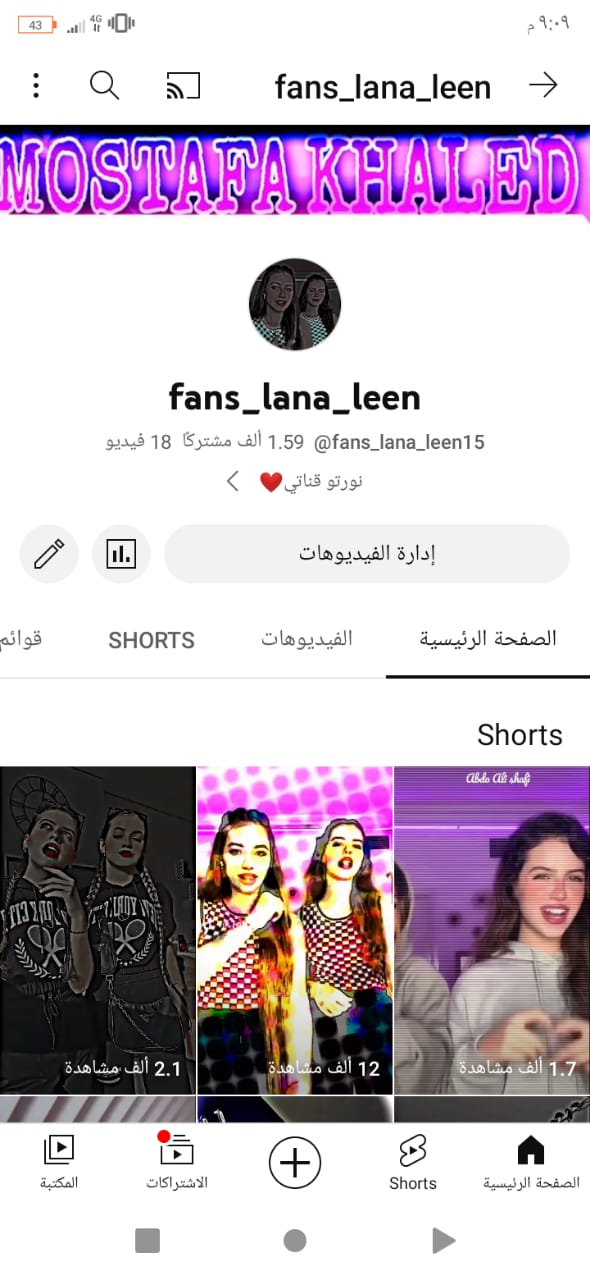 ٩:٠٩ م
4G
43
fans_lana_leen
MOSTAFA KHALED
fans_lana_leen
@fans_lana_leen15 1.59 ألف مشتركًا 18 فيديو
نورتو قناتي❤️
إدارة الفيديوهات
الصفحة الرئيسية
الفيديوهات
SHORTS
قوائم
Shorts
Abdo Ali shafi
1.7 ألف مشاهدة
12 ألف مشاهدة
2.1 ألف مشاهدة
الصفحة الرئيسية
Shorts
الاشتراكات
المكتبة